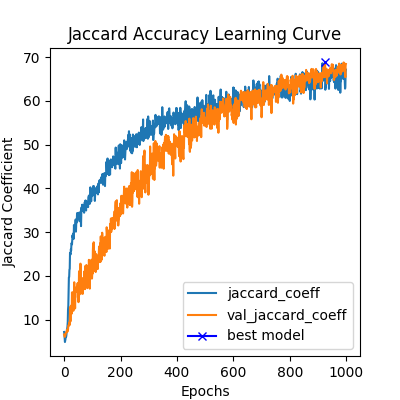 Jaccard Accuracy Learning Curve
70
60
50
40
30
20
10
Jaccard Coefficient
jaccard_coeff
val_jaccard_coeff
best model
0 200 400 600 800 1000
Epochs